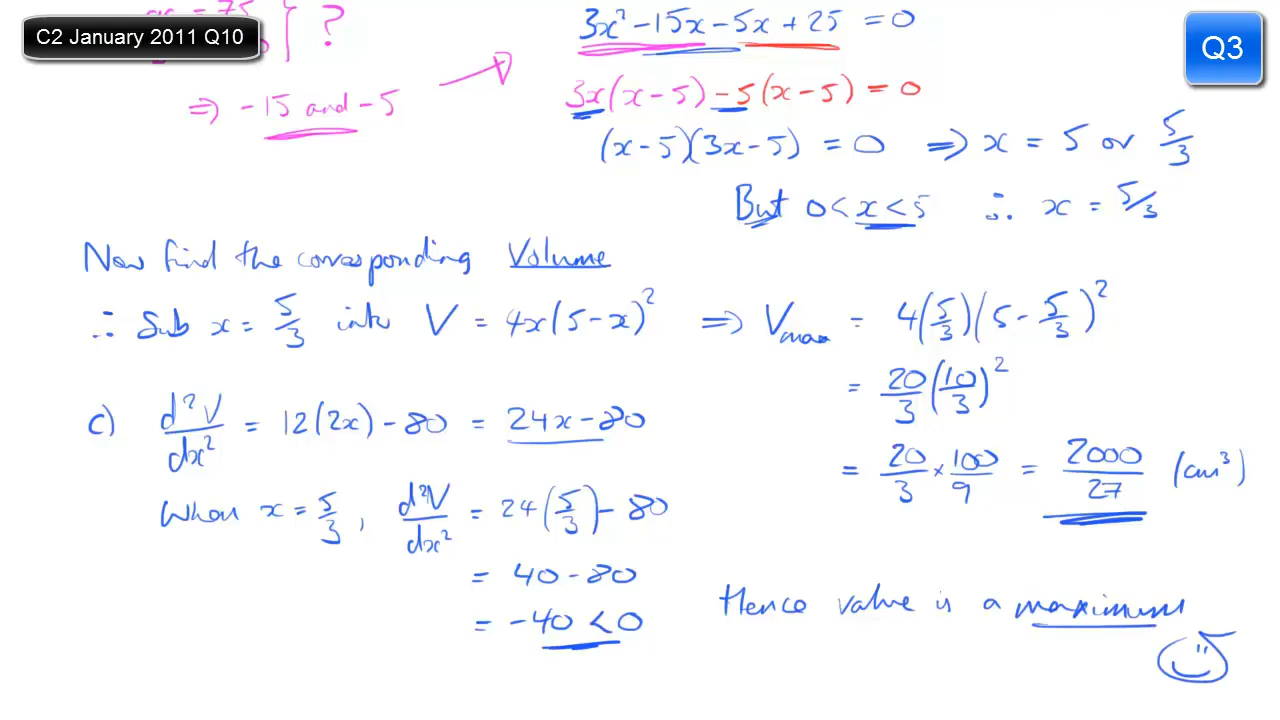 C2 January 2011 Q10
Q3
= 75 } ?
⇒ -15 and -5
3x² - 15x - 5x + 25 = 0
3x(x - 5) - 5(x - 5) = 0
(x - 5)(3x - 5) = 0 ⇒ x = 5 or 5/3
But 0 < x < 5 ∴ x = 5/3
Now find the corresponding Volume
∴ Sub x = 5/3 into V = 4x(5 - x)² ⇒ Vmax = 4(5/3)(5 - 5/3)²
= 20/3 (10/3)²
= 20/3 × 100/9 = 2000/27 (cm³)
c) d²V/dx² = 12(2x) - 80 = 24x - 80
When x = 5/3, d²V/dx² = 24(5/3) - 80
= 40 - 80
= -40 < 0
Hence value is a maximum